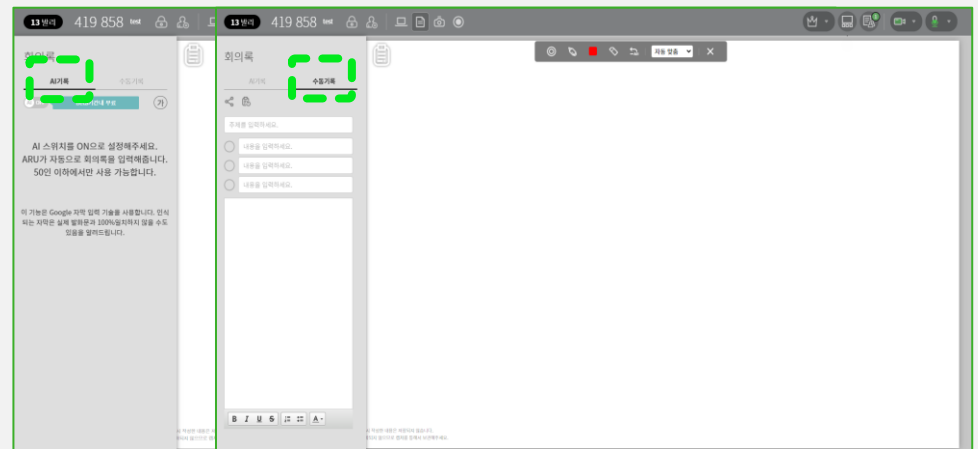 13 밸리 419 858 test
회의록
AI기록 수동기록
가
AI 스위치를 ON으로 설정해주세요.
ARU가 자동으로 회의록을 입력해줍니다.
50인 이하에서만 사용 가능합니다.
이 기능은 Google 자막 입력 기술을 사용합니다. 인식
되는 자막은 실제 발화문과 100%일치하지 않을 수도
있음을 알려드립니다.
13 밸리 419 858 test
회의록
AI기록 수동기록
주제를 입력하세요.
내용을 입력하세요.
내용을 입력하세요.
내용을 입력하세요.
B I U S A
자동 맞춤